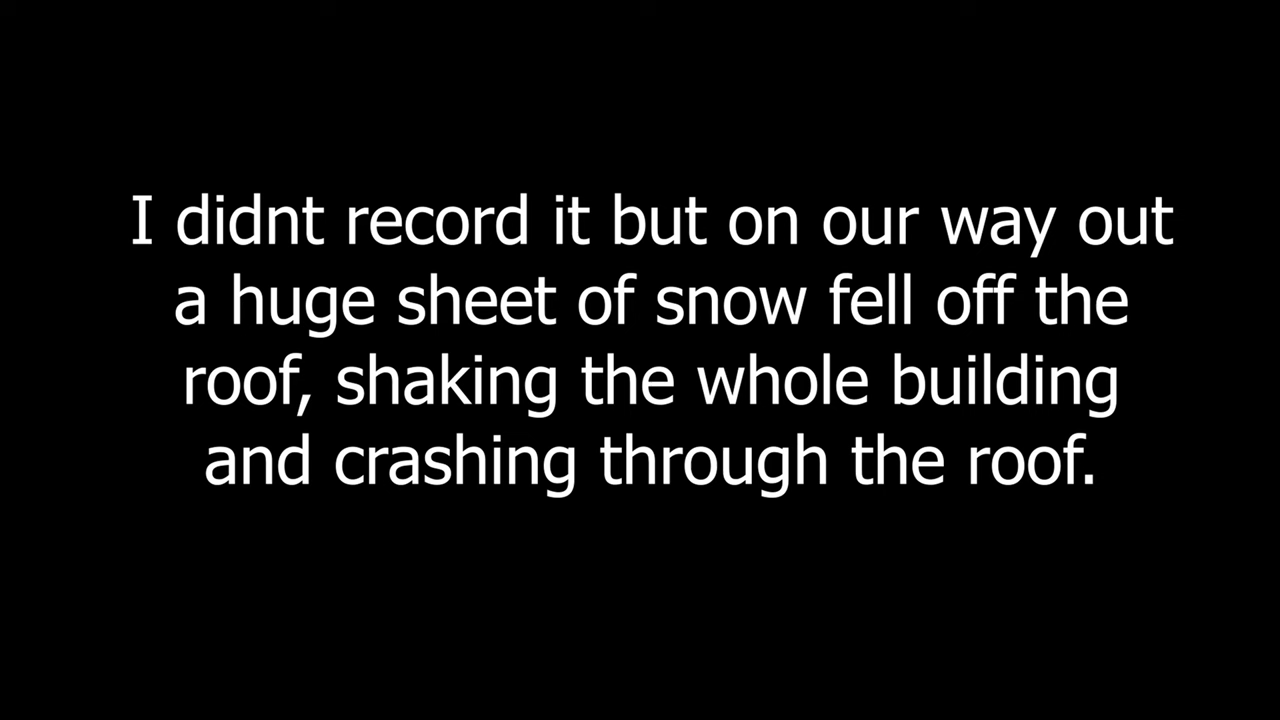 I didnt record it but on our way out
a huge sheet of snow fell off the
roof, shaking the whole building
and crashing through the roof.